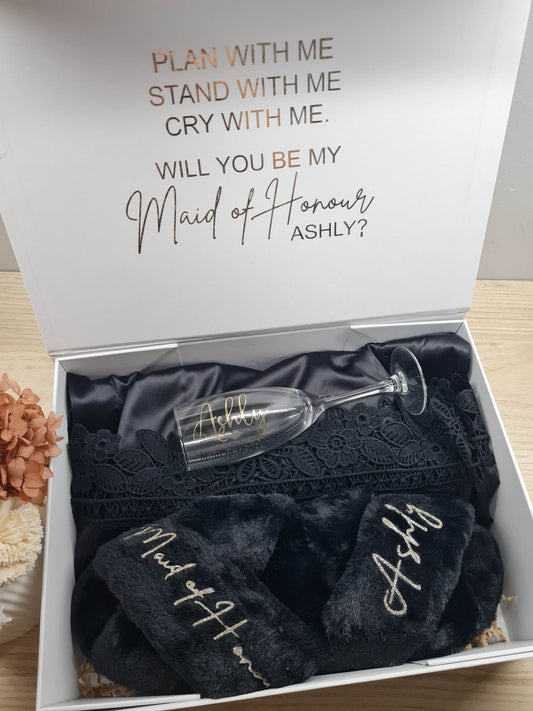 PLAN WITH ME
STAND WITH ME
CRY WITH ME.
WILL YOU BE MY
Maid of Honour
ASHLY?
Ashly
Maid of
Ashly